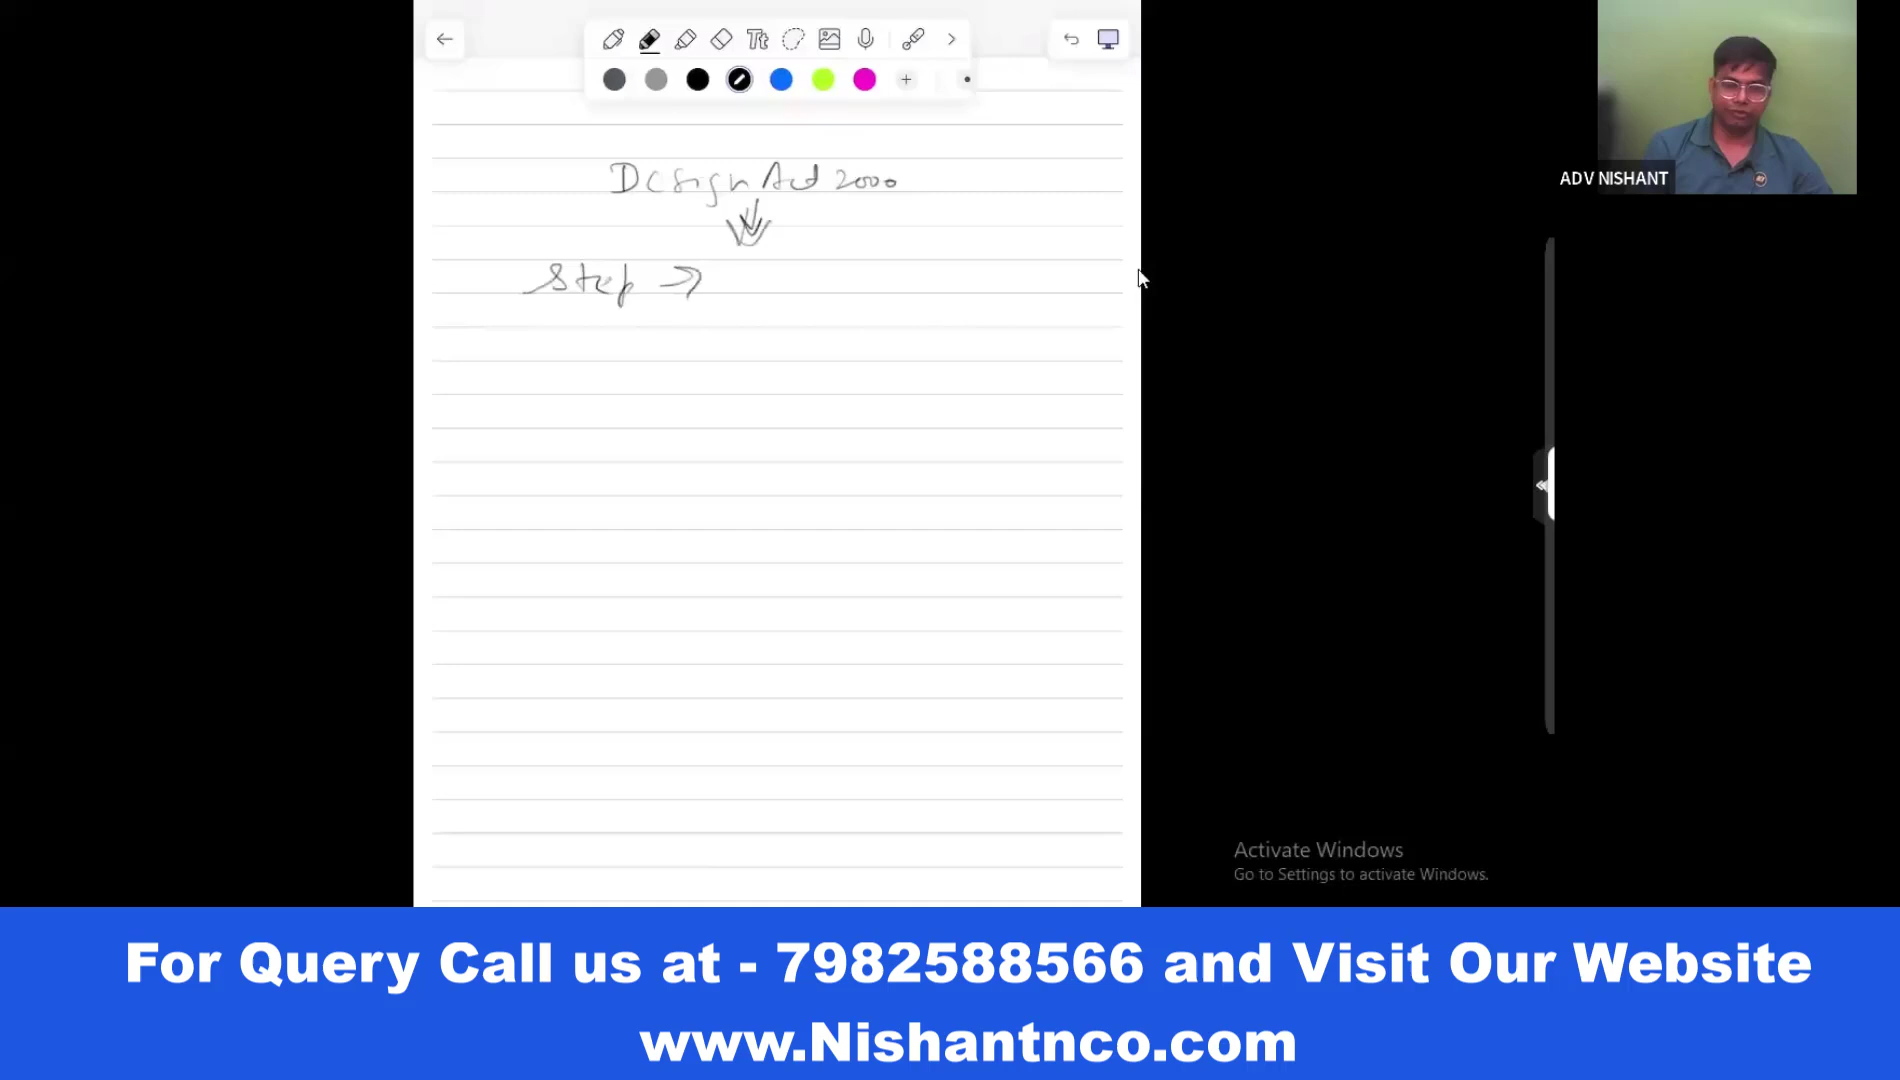 Tt
Design Act 2000
Step →
ADV NISHANT
Activate Windows
Go to Settings to activate Windows.
For Query Call us at - 7982588566 and Visit Our Website
www.Nishantnco.com